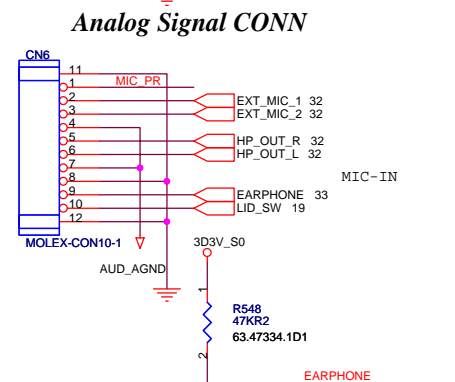 Analog Signal CONN
CN6
11
1 MIC_PR
2 EXT_MIC_1 32
3 EXT_MIC_2 32
4
5 HP_OUT_R 32
6 HP_OUT_L 32
7
MIC-IN
8
9 EARPHONE 33
10 LID_SW 19
12
MOLEX-CON10-1
3D3V_S0
AUD_AGND
1
R548
47KR2
63.47334.1D1
2
EARPHONE